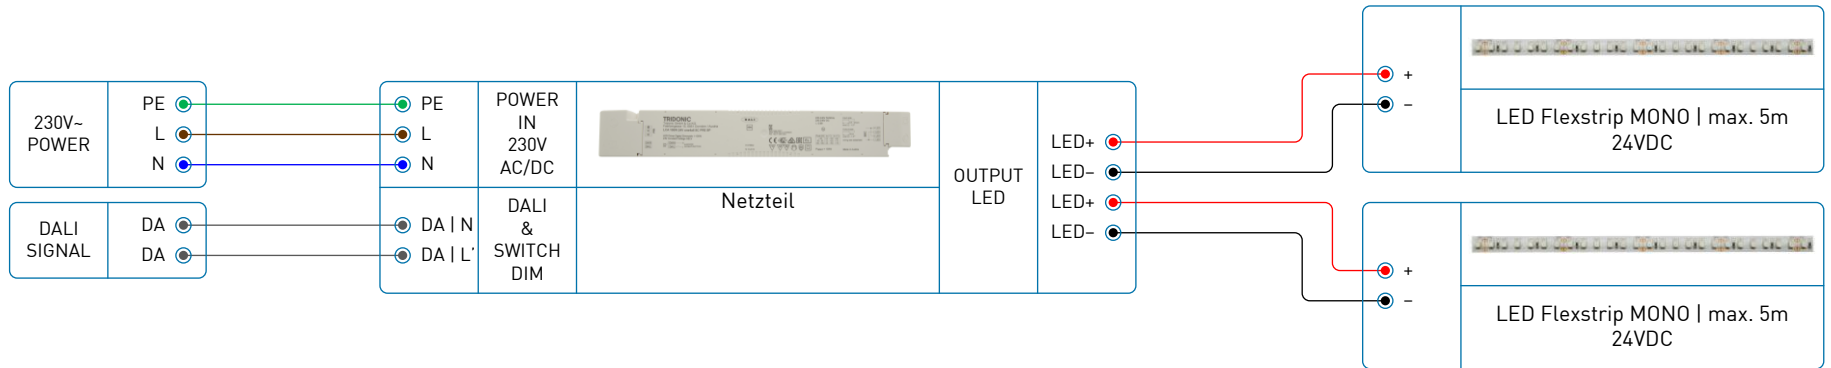 230V~
POWER
PE
L
N
DALI
SIGNAL
DA
DA
PE
L
N
POWER
IN
230V
AC/DC
DA | N
DA | L'
DALI
&
SWITCH
DIM
TRIDONIC
Netzteil
OUTPUT
LED
LED+
LED–
LED+
LED–
+
–
LED Flexstrip MONO | max. 5m
24VDC
+
–
LED Flexstrip MONO | max. 5m
24VDC